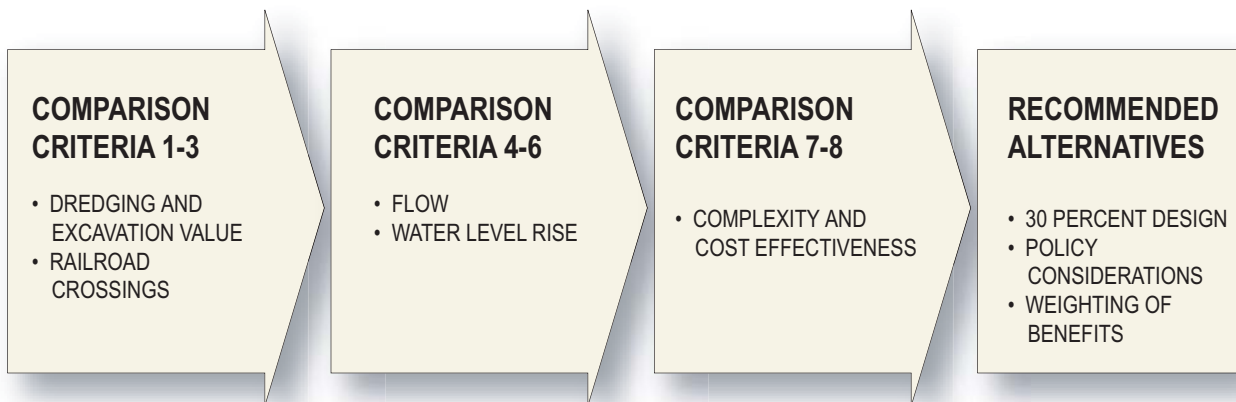 COMPARISON
CRITERIA 1-3
• DREDGING AND
EXCAVATION VALUE
• RAILROAD
CROSSINGS
COMPARISON
CRITERIA 4-6
• FLOW
• WATER LEVEL RISE
COMPARISON
CRITERIA 7-8
• COMPLEXITY AND
COST EFFECTIVENESS
RECOMMENDED
ALTERNATIVES
• 30 PERCENT DESIGN
• POLICY
CONSIDERATIONS
• WEIGHTING OF
BENEFITS